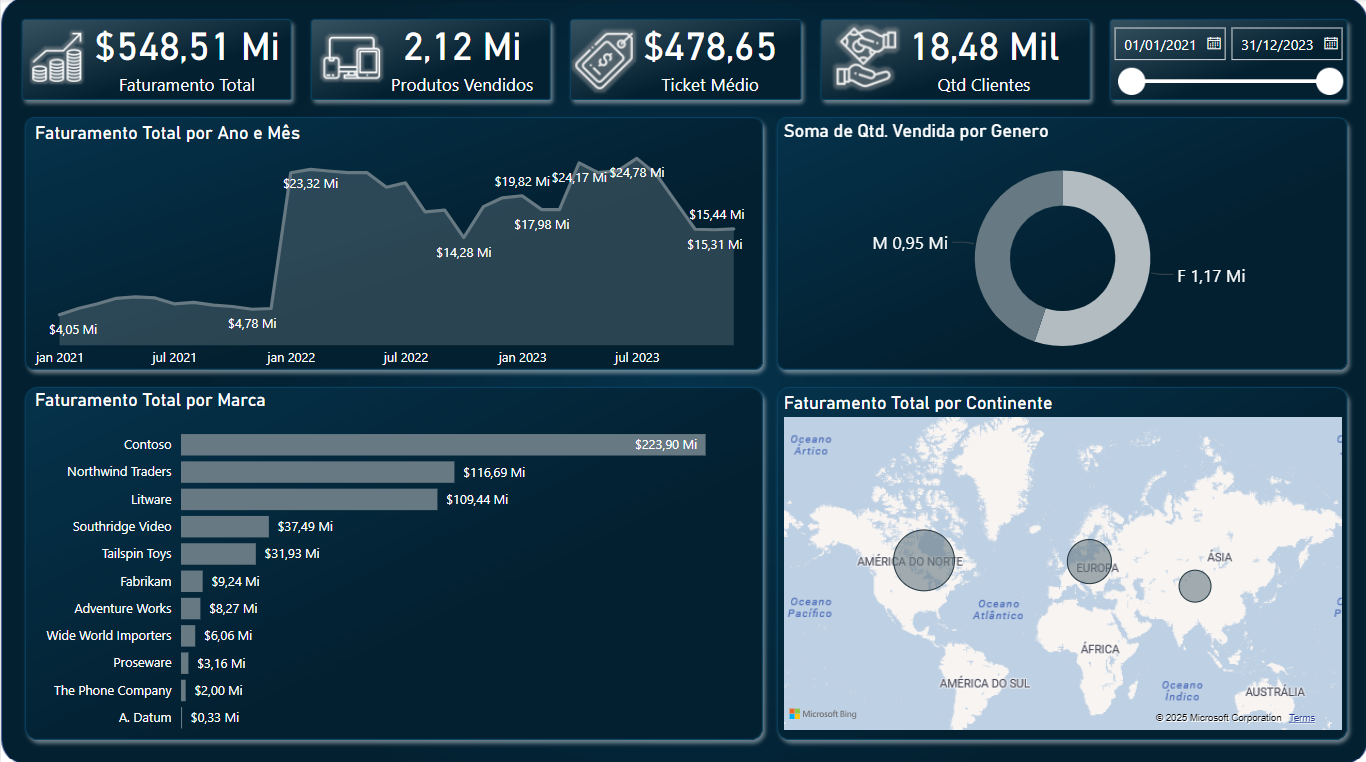 $548,51 Mi
Faturamento Total
2,12 Mi
Produtos Vendidos
$478,65
Ticket Médio
18,48 Mil
Qtd Clientes
01/01/2021
31/12/2023
Faturamento Total por Ano e Mês
$4,05 Mi
$4,78 Mi
$23,32 Mi
$14,28 Mi
$19,82 Mi
$17,98 Mi
$24,17 Mi
$24,78 Mi
$15,44 Mi
$15,31 Mi
jan 2021
jul 2021
jan 2022
jul 2022
jan 2023
jul 2023
Soma de Qtd. Vendida por Genero
M 0,95 Mi
F 1,17 Mi
Faturamento Total por Marca
Contoso $223,90 Mi
Northwind Traders $116,69 Mi
Litware $109,44 Mi
Southridge Video $37,49 Mi
Tailspin Toys $31,93 Mi
Fabrikam $9,24 Mi
Adventure Works $8,27 Mi
Wide World Importers $6,06 Mi
Proseware $3,16 Mi
The Phone Company $2,00 Mi
A. Datum $0,33 Mi
Faturamento Total por Continente
Oceano
Ártico
AMÉRICA DO NORTE
EUROPA
ÁSIA
Oceano
Pacífico
Oceano
Atlântico
ÁFRICA
AMÉRICA DO SUL
Oceano
Índico
AUSTRÁLIA
Microsoft Bing
© 2025 Microsoft Corporation Terms